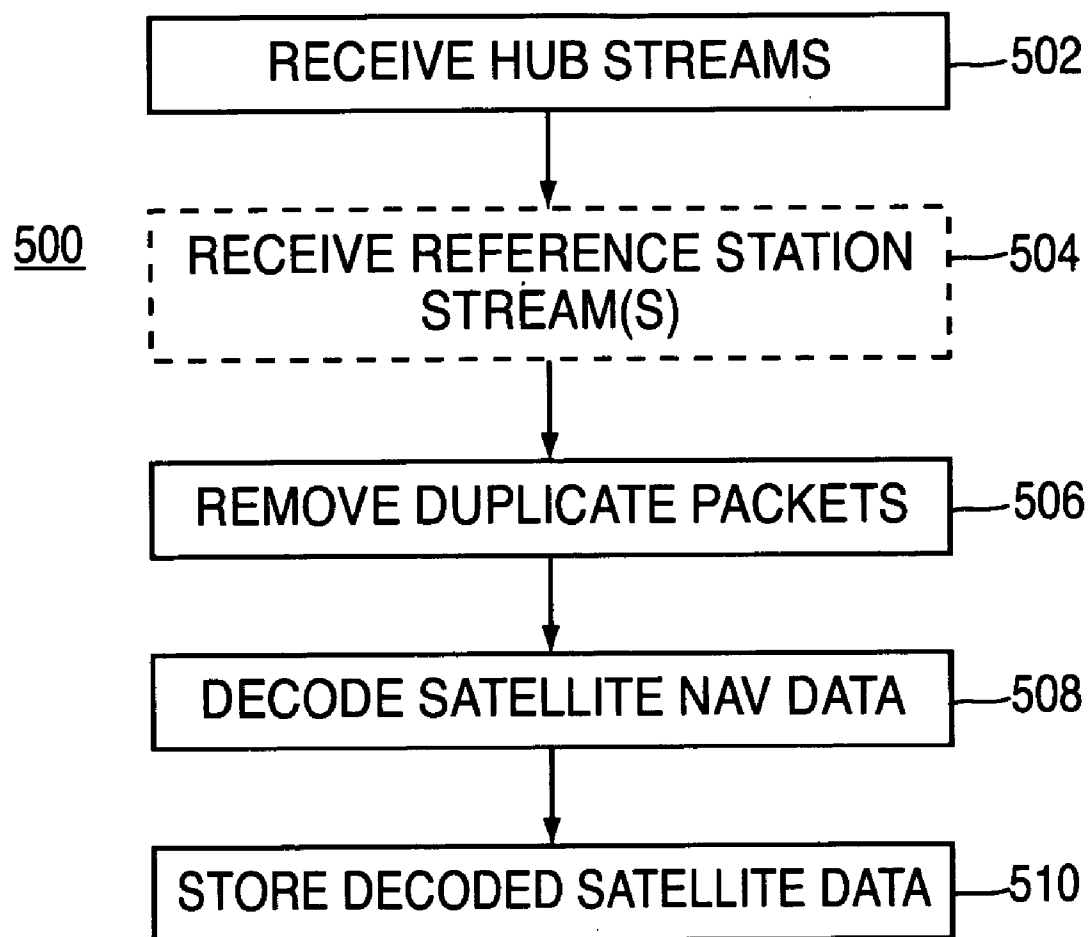 RECEIVE HUB STREAMS
502
500
RECEIVE REFERENCE STATION
STREAM(S)
504
REMOVE DUPLICATE PACKETS
506
DECODE SATELLITE NAV DATA
508
STORE DECODED SATELLITE DATA
510